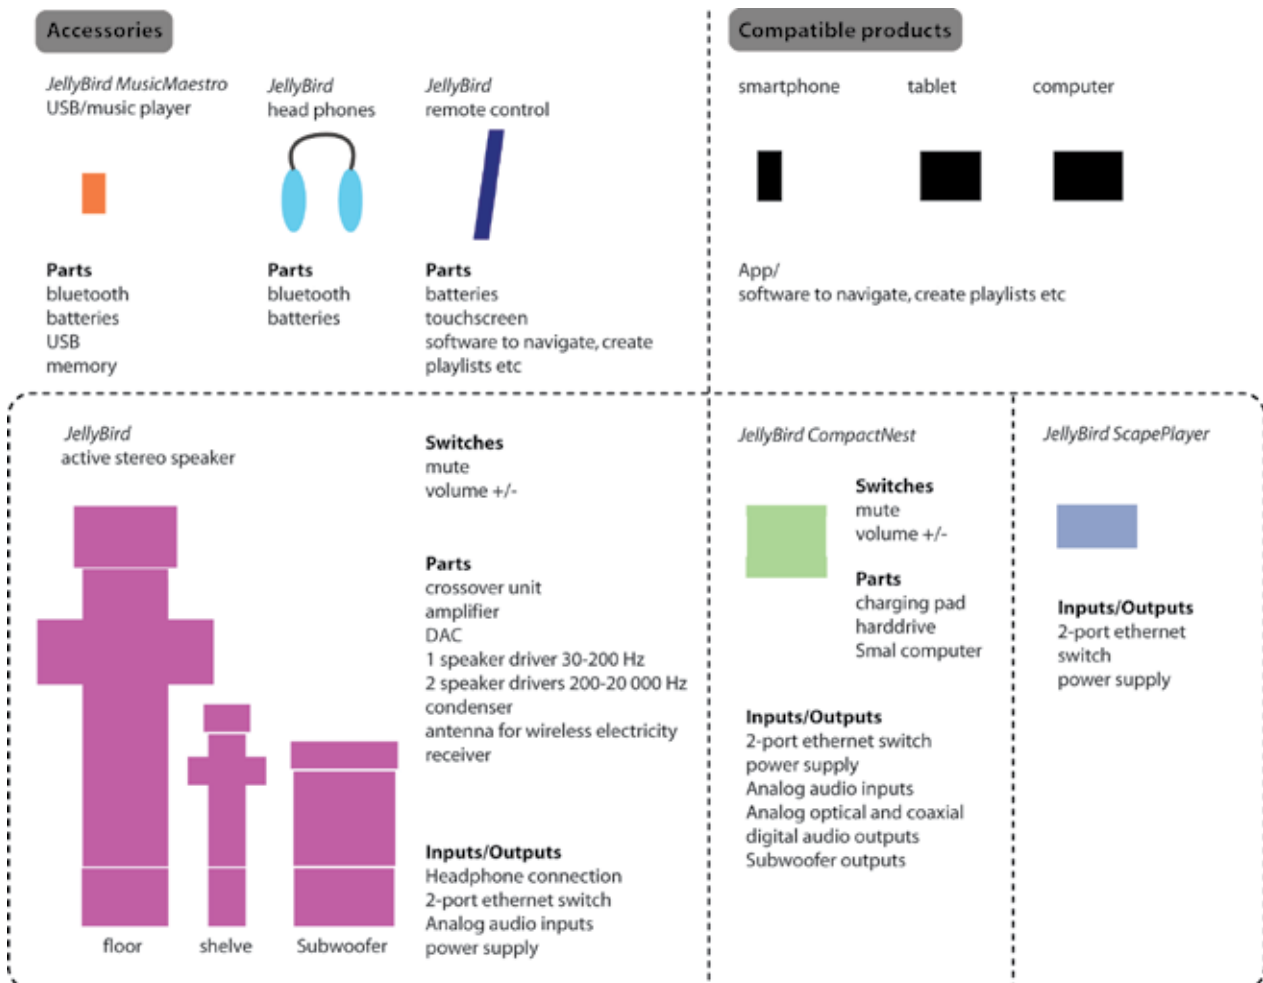 Accessories
JellyBird MusicMaestro
USB/music player
JellyBird
head phones
JellyBird
remote control
Parts
bluetooth
batteries
USB
memory
Parts
bluetooth
batteries
Parts
batteries
touchscreen
software to navigate, create
playlists etc
Compatible products
smartphone
tablet
computer
App/
software to navigate, create playlists etc
JellyBird
active stereo speaker
floor
shelve
Subwoofer
Switches
mute
volume +/-
Parts
crossover unit
amplifier
DAC
1 speaker driver 30-200 Hz
2 speaker drivers 200-20 000 Hz
condenser
antenna for wireless electricity
receiver
Inputs/Outputs
Headphone connection
2-port ethernet switch
Analog audio inputs
power supply
JellyBird CompactNest
Switches
mute
volume +/-
Parts
charging pad
harddrive
Smal computer
Inputs/Outputs
2-port ethernet switch
power supply
Analog audio inputs
Analog optical and coaxial
digital audio outputs
Subwoofer outputs
JellyBird ScapePlayer
Inputs/Outputs
2-port ethernet
switch
power supply